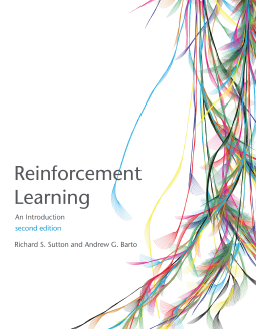 Reinforcement
Learning
An Introduction
second edition
Richard S. Sutton and Andrew G. Barto